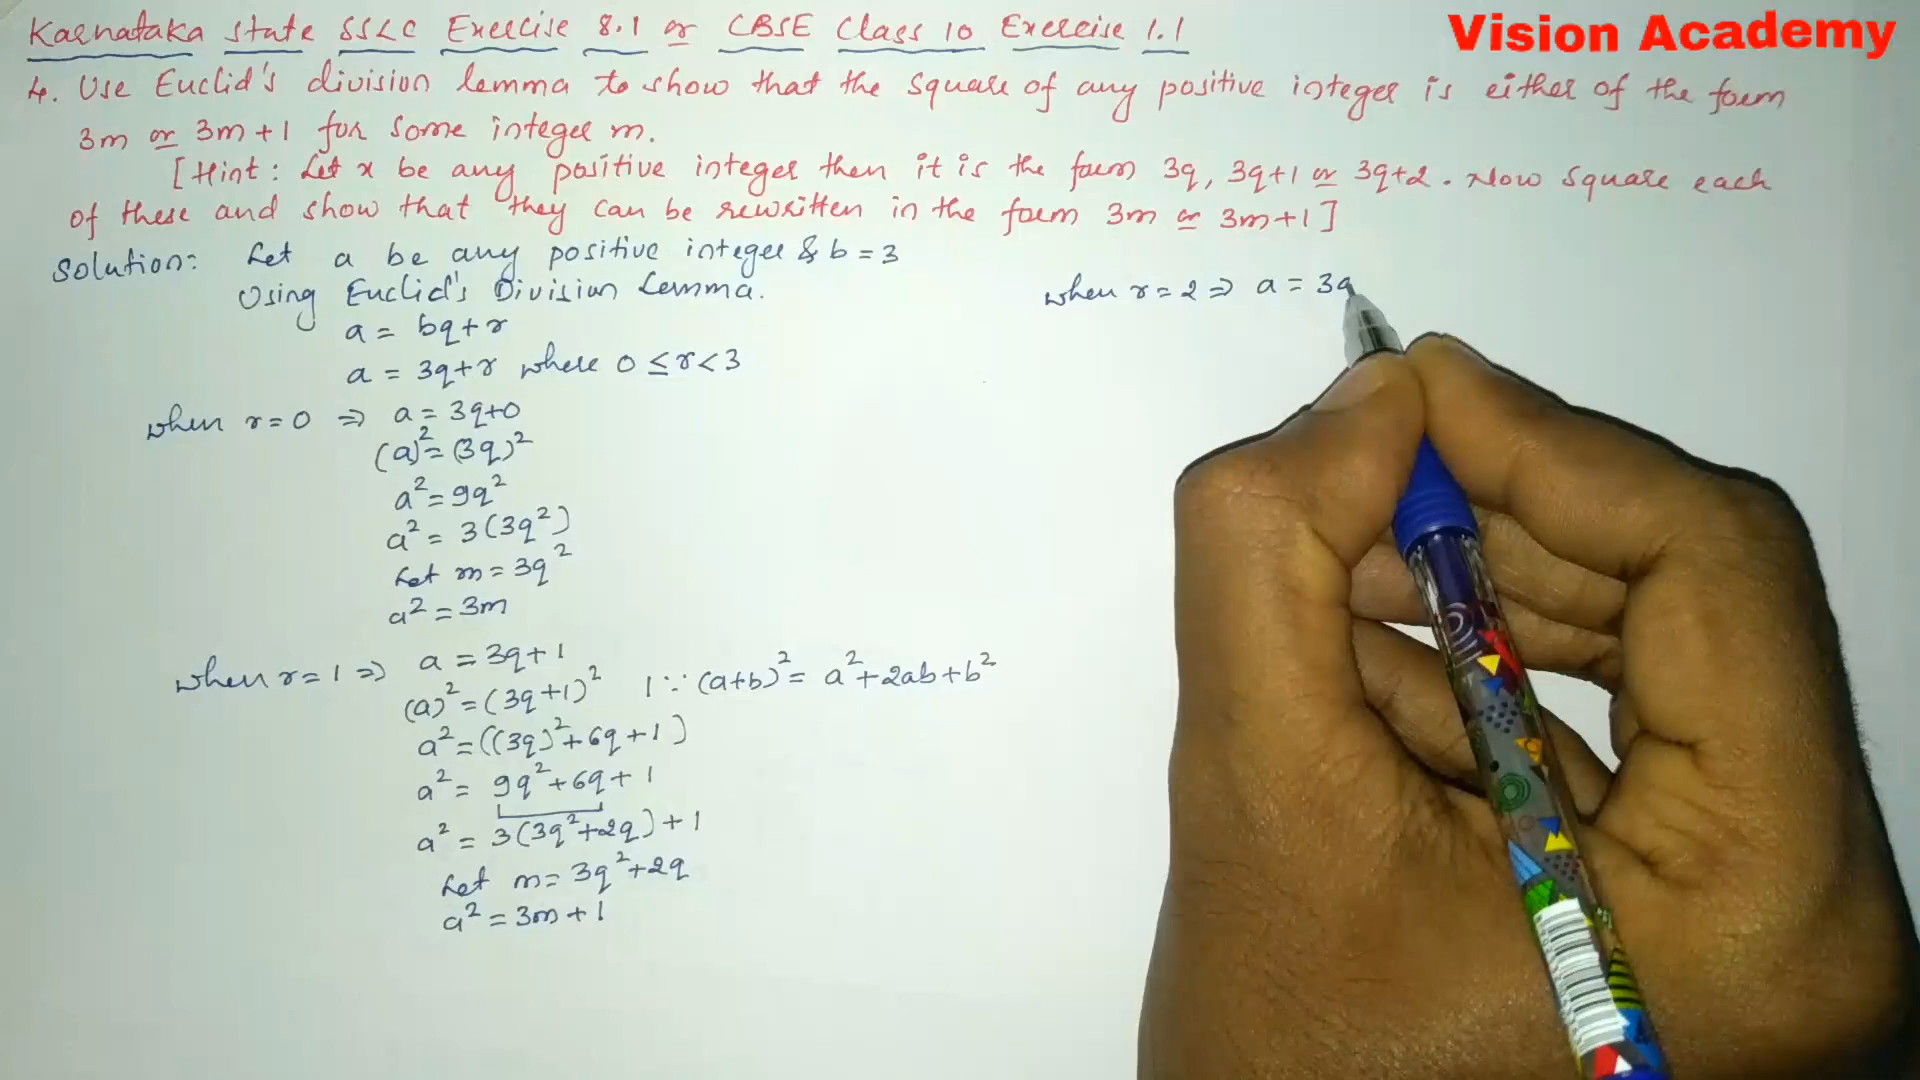 Karnataka State SSLC Exercise 8.1 or CBSE Class 10 Exercise 1.1
Vision Academy
4. Use Euclid's division lemma to show that the square of any positive integer is either of the form
3m or 3m+1 for some integer m.
[Hint: Let x be any positive integer then it is the form 3q, 3q+1 or 3q+2. Now square each
of these and show that they can be rewritten in the form 3m or 3m+1]
Solution: Let a be any positive integer & b = 3
Using Euclid's Division Lemma.
a = bq+r
a = 3q+r where 0 ≤ r < 3
when r = 0 ⇒ a = 3q+0
(a)² = (3q)²
a² = 9q²
a² = 3(3q²)
Let m = 3q²
a² = 3m
when r = 1 ⇒ a = 3q+1
(a)² = (3q+1)² | ∵ (a+b)² = a²+2ab+b²
a² = ((3q)²+6q+1)
a² = 9q²+6q+1
a² = 3(3q²+2q)+1
Let m = 3q²+2q
a² = 3m+1
when r = 2 ⇒ a = 3q